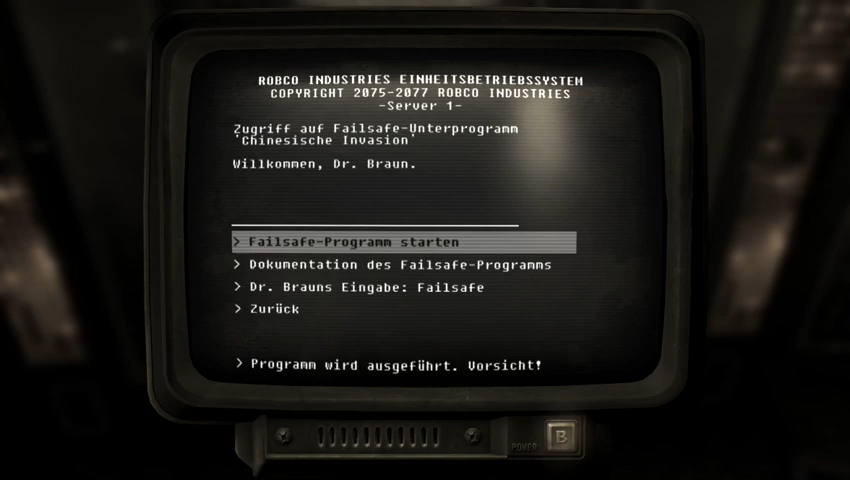 ROBCO INDUSTRIES EINHEITSBETRIEBSSYSTEM
COPYRIGHT 2075-2077 ROBCO INDUSTRIES
-Server 1-
Zugriff auf Failsafe-Unterprogramm
'Chinesische Invasion'
Willkommen, Dr. Braun.
> Failsafe-Programm starten
> Dokumentation des Failsafe-Programms
> Dr. Brauns Eingabe: Failsafe
> Zurück
> Programm wird ausgeführt. Vorsicht!
POWER
B